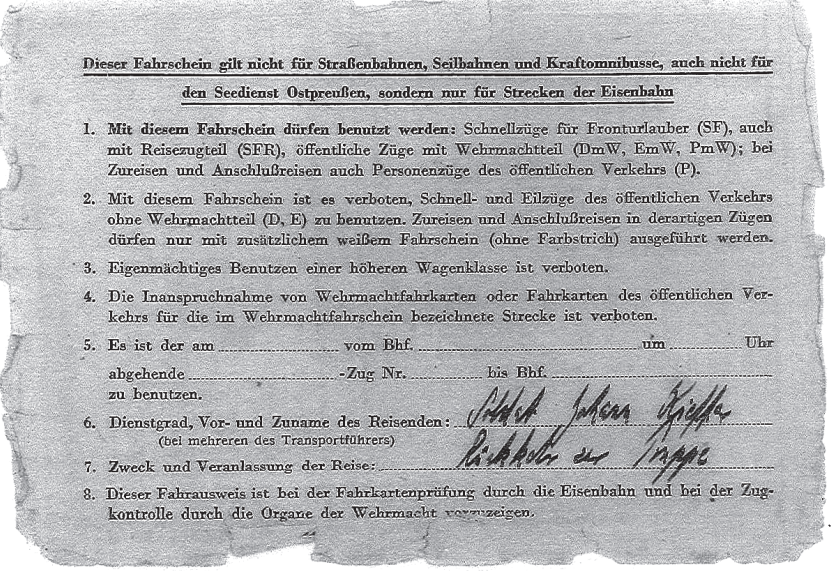 Dieser Fahrschein gilt nicht für Straßenbahnen, Seilbahnen und Kraftomnibusse, auch nicht für
den Seedienst Ostpreußen, sondern nur für Strecken der Eisenbahn
1. Mit diesem Fahrschein dürfen benutzt werden: Schnellzüge für Fronturlauber (SF), auch
mit Reisezugteil (SFR), öffentliche Züge mit Wehrmachtteil (DmW, EmW, PmW); bei
Zureisen und Anschlußreisen auch Personenzüge des öffentlichen Verkehrs (P).
2. Mit diesem Fahrschein ist es verboten, Schnell- und Eilzüge des öffentlichen Verkehrs
ohne Wehrmachtteil (D, E) zu benutzen. Zureisen und Anschlußreisen in derartigen Zügen
dürfen nur mit zusätzlichem weißem Fahrschein (ohne Farbstrich) ausgeführt werden.
3. Eigenmächtiges Benutzen einer höheren Wagenklasse ist verboten.
4. Die Inanspruchnahme von Wehrmachtfahrkarten oder Fahrkarten des öffentlichen Ver-
kehrs für die im Wehrmachtfahrschein bezeichnete Strecke ist verboten.
5. Es ist der am vom Bhf. um Uhr
abgehende -Zug Nr. bis Bhf.
zu benutzen.
6. Dienstgrad, Vor- und Zuname des Reisenden: Soldat Johann Kieffer
(bei mehreren des Transportführers)
7. Zweck und Veranlassung der Reise: Rückkehr zur Truppe
8. Dieser Fahrausweis ist bei der Fahrkartenprüfung durch die Eisenbahn und bei der Zug-
kontrolle durch die Organe der Wehrmacht vorzuzeigen.